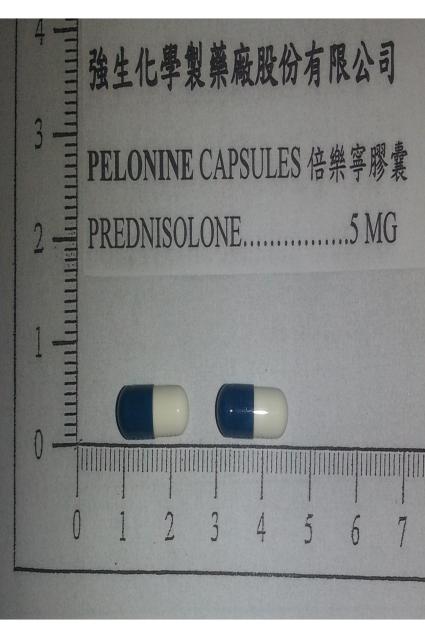 強生化學製藥廠股份有限公司
PELONINE CAPSULES 倍樂寧膠囊
PREDNISOLONE................5 MG
4
3
2
1
0
0 1 2 3 4 5 6 7